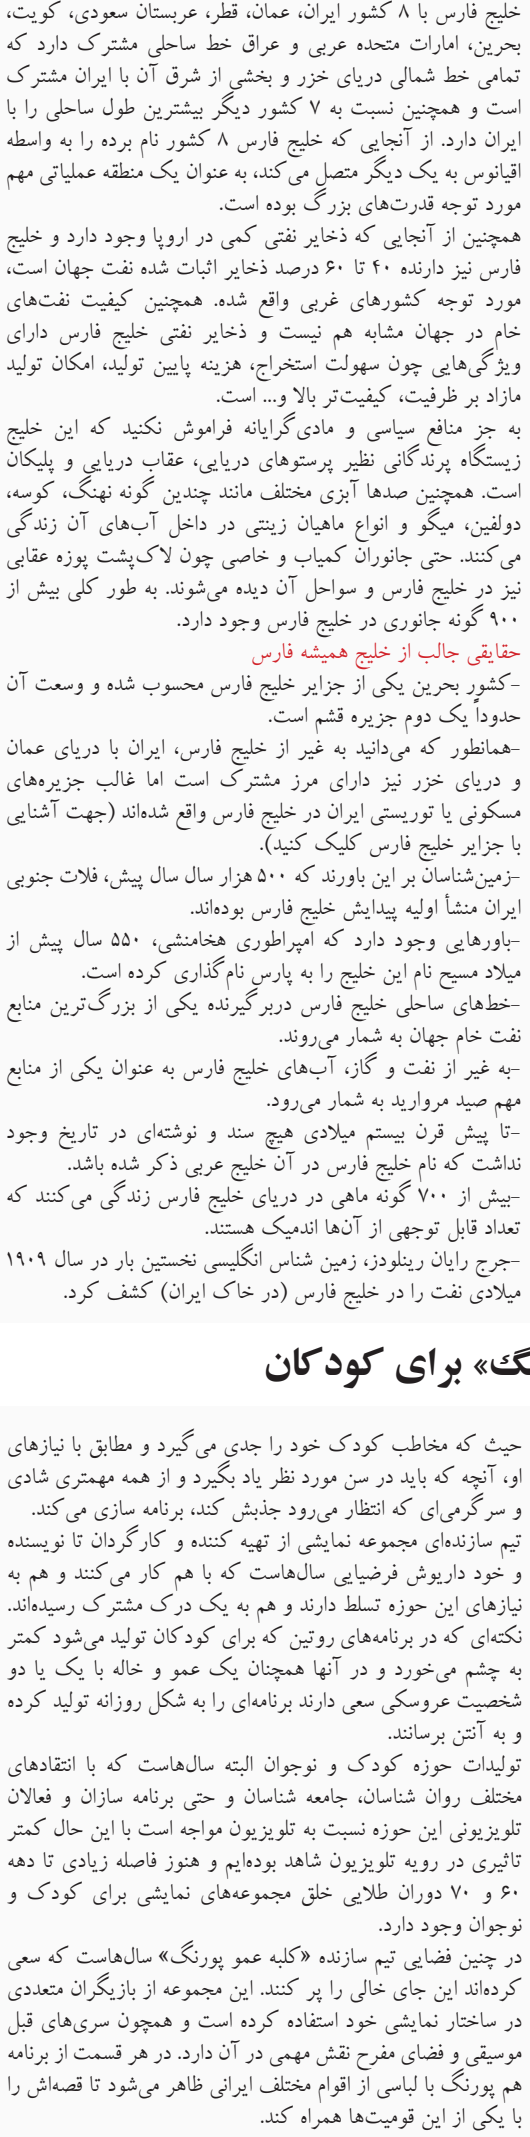 خلیج فارس با ۸ کشور ایران، عمان، قطر، عربستان سعودی، کویت،
بحرین، امارات متحده عربی و عراق خط ساحلی مشترک دارد که
تمامی خط شمالی دریای خزر و بخشی از شرق آن با ایران مشترک
است و همچنین نسبت به ۷ کشور دیگر بیشترین طول ساحلی را با
ایران دارد. از آنجایی که خلیج فارس ۸ کشور نام برده را به واسطه
اقیانوس به یک دیگر متصل می‌کند، به عنوان یک منطقه عملیاتی مهم
مورد توجه قدرت‌های بزرگ بوده است.
همچنین از آنجایی که ذخایر نفتی کمی در اروپا وجود دارد و خلیج
فارس نیز دارنده ۴۰ تا ۶۰ درصد ذخایر اثبات شده نفت جهان است،
مورد توجه کشورهای غربی واقع شده. همچنین کیفیت نفت‌های
خام در جهان مشابه هم نیست و ذخایر نفتی خلیج فارس دارای
ویژگی‌هایی چون سهولت استخراج، هزینه پایین تولید، امکان تولید
مازاد بر ظرفیت، کیفیت‌تر بالا و... است.
به جز منافع سیاسی و مادی‌گرایانه فراموش نکنید که این خلیج
زیستگاه پرندگانی نظیر پرستوهای دریایی، عقاب دریایی و پلیکان
است. همچنین صدها آبزی مختلف مانند چندین گونه نهنگ، کوسه،
دولفین، میگو و انواع ماهیان زینتی در داخل آب‌های آن زندگی
می‌کنند. حتی جانوران کمیاب و خاصی چون لاک‌پشت پوزه عقابی
نیز در خلیج فارس و سواحل آن دیده می‌شوند. به طور کلی بیش از
۹۰۰ گونه جانوری در خلیج فارس وجود دارد.
حقایقی جالب از خلیج همیشه فارس
-کشور بحرین یکی از جزایر خلیج فارس محسوب شده و وسعت آن
حدوداً یک دوم جزیره قشم است.
-همانطور که می‌دانید به غیر از خلیج فارس، ایران با دریای عمان
و دریای خزر نیز دارای مرز مشترک است اما غالب جزیره‌های
مسکونی یا توریستی ایران در خلیج فارس واقع شده‌اند (جهت آشنایی
با جزایر خلیج فارس کلیک کنید).
-زمین‌شناسان بر این باورند که ۵۰۰ هزار سال سال پیش، فلات جنوبی
ایران منشأ اولیه پیدایش خلیج فارس بوده‌اند.
-باورهایی وجود دارد که امپراطوری هخامنشی، ۵۵۰ سال پیش از
میلاد مسیح نام این خلیج را به پارس نام‌گذاری کرده است.
-خط‌های ساحلی خلیج فارس دربرگیرنده یکی از بزرگ‌ترین منابع
نفت خام جهان به شمار می‌روند.
-به غیر از نفت و گاز، آب‌های خلیج فارس به عنوان یکی از منابع
مهم صید مروارید به شمار می‌رود.
-تا پیش قرن بیستم میلادی هیچ سند و نوشته‌ای در تاریخ وجود
نداشت که نام خلیج فارس در آن خلیج عربی ذکر شده باشد.
-بیش از ۷۰۰ گونه ماهی در دریای خلیج فارس زندگی می‌کنند که
تعداد قابل توجهی از آن‌ها اندمیک هستند.
-جرج رایان رینلودز، زمین شناس انگلیسی نخستین بار در سال ۱۹۰۹
میلادی نفت را در خلیج فارس (در خاک ایران) کشف کرد.
نگ» برای کودکان
حیث که مخاطب کودک خود را جدی می‌گیرد و مطابق با نیازهای
او، آنچه که باید در سن مورد نظر یاد بگیرد و از همه مهمتری شادی
و سرگرمی‌ای که انتظار می‌رود جذبش کند، برنامه سازی می‌کند.
تیم سازنده‌ای مجموعه نمایشی از تهیه کننده و کارگردان تا نویسنده
و خود داریوش فرضیایی سال‌هاست که با هم کار می‌کنند و هم به
نیازهای این حوزه تسلط دارند و هم به یک درک مشترک رسیده‌اند.
نکته‌ای که در برنامه‌های روتین که برای کودکان تولید می‌شود کمتر
به چشم می‌خورد و در آنها همچنان یک عمو و خاله با یک یا دو
شخصیت عروسکی سعی دارند برنامه‌ای را به شکل روزانه تولید کرده
و به آنتن برسانند.
تولیدات حوزه کودک و نوجوان البته سال‌هاست که با انتقادهای
مختلف روان شناسان، جامعه شناسان و حتی برنامه سازان و فعالان
تلویزیونی این حوزه نسبت به تلویزیون مواجه است با این حال کمتر
تاثیری در رویه تلویزیون شاهد بوده‌ایم و هنوز فاصله زیادی تا دهه
۶۰ و ۷۰ دوران طلایی خلق مجموعه‌های نمایشی برای کودک و
نوجوان وجود دارد.
در چنین فضایی تیم سازنده «کلبه عمو پورنگ» سال‌هاست که سعی
کرده‌اند این جای خالی را پر کنند. این مجموعه از بازیگران متعددی
در ساختار نمایشی خود استفاده کرده است و همچون سری‌های قبل
موسیقی و فضای مفرح نقش مهمی در آن دارد. در هر قسمت از برنامه
هم پورنگ با لباسی از اقوام مختلف ایرانی ظاهر می‌شود تا قصه‌اش را
با یکی از این قومیت‌ها همراه کند.